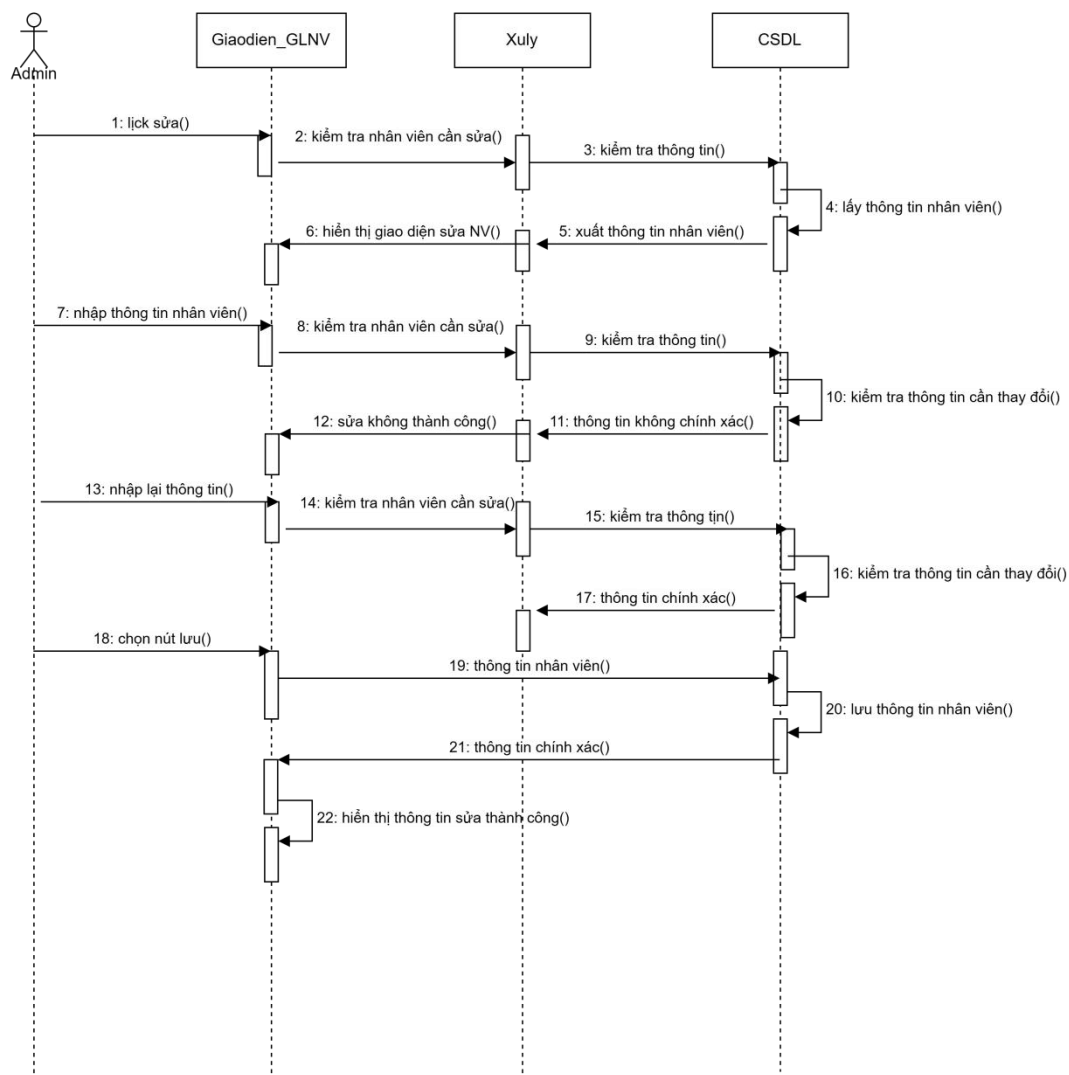 Admin
Giaodien_GLNV
Xuly
CSDL
1: lịck sửa()
2: kiểm tra nhân viên cần sửa()
3: kiểm tra thông tin()
4: lấy thông tin nhân viên()
6: hiển thị giao diện sửa NV()
5: xuất thông tin nhân viên()
7: nhập thông tin nhân viên()
8: kiểm tra nhân viên cần sửa()
9: kiểm tra thông tin()
10: kiểm tra thông tin cần thay đổi()
12: sửa không thành công()
11: thông tin không chính xác()
13: nhập lại thông tin()
14: kiểm tra nhân viên cần sửa()
15: kiểm tra thông tịn()
16: kiểm tra thông tin cần thay đổi()
17: thông tin chính xác()
18: chọn nút lưu()
19: thông tin nhân viên()
20: lưu thông tin nhân viên()
21: thông tin chính xác()
22: hiển thị thông tin sửa thành công()